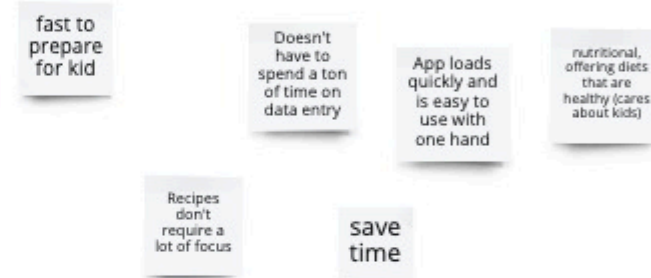 fast to
prepare
for kid
Doesn't
have to
spend a ton
of time on
data entry
App loads
quickly and
is easy to
use with
one hand
nutritional,
offering diets
that are
healthy (cares
about kids)
Recipes
don't
require a
lot of focus
save
time